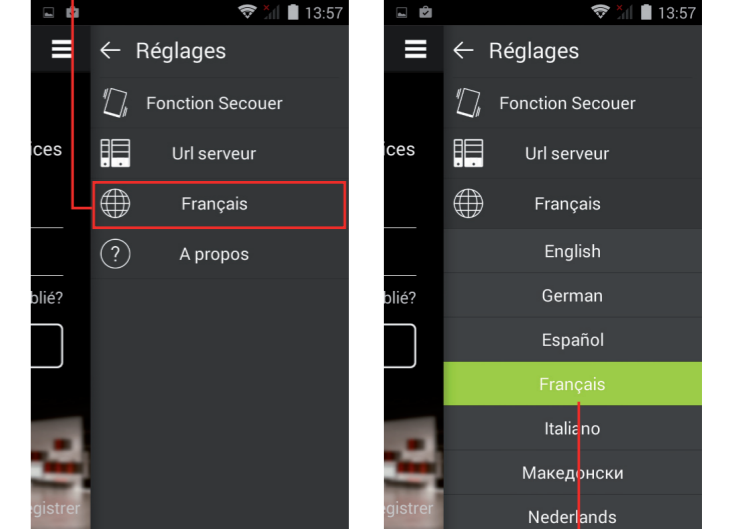 13:57
Réglages
Fonction Secouer
ices
Url serveur
Français
?
A propos
blié?
gistrer
13:57
Réglages
Fonction Secouer
ces
Url serveur
Français
English
German
blié?
Español
Français
Italiano
Македонски
gistrer
Nederlands